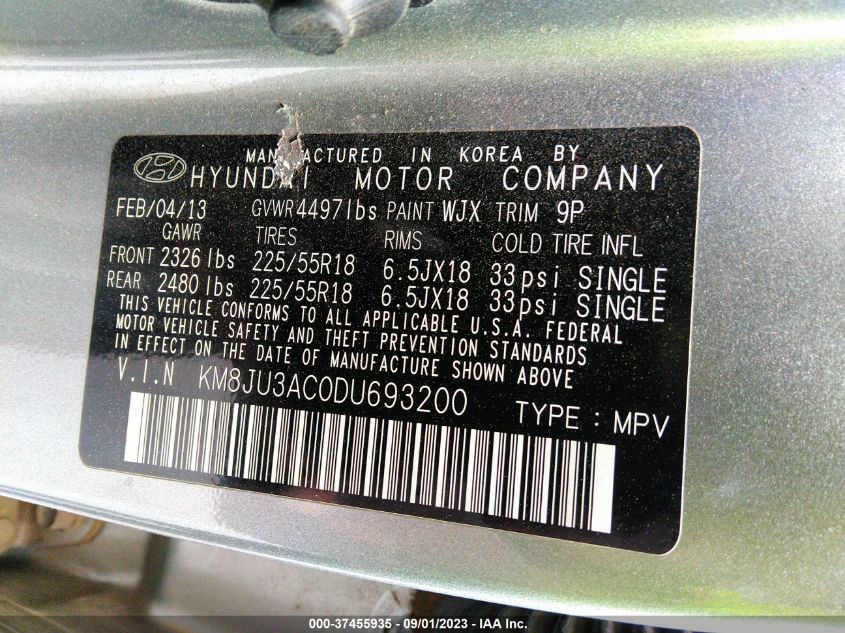 MANUFACTURED IN KOREA BY
HYUNDAI MOTOR COMPANY
FEB/04/13 GVWR 4497lbs PAINT WJX TRIM 9P
GAWR TIRES RIMS COLD TIRE INFL
FRONT 2326 lbs 225/55R18 6.5JX18 33psi SINGLE
REAR 2480 lbs 225/55R18 6.5JX18 33psi SINGLE
THIS VEHICLE CONFORMS TO ALL APPLICABLE U.S.A. FEDERAL
MOTOR VEHICLE SAFETY AND THEFT PREVENTION STANDARDS
IN EFFECT ON THE DATE OF MANUFACTURE SHOWN ABOVE
V.I.N KM8JU3AC0DU693200
TYPE : MPV
000-37455935 - 09/01/2023 - IAA Inc.